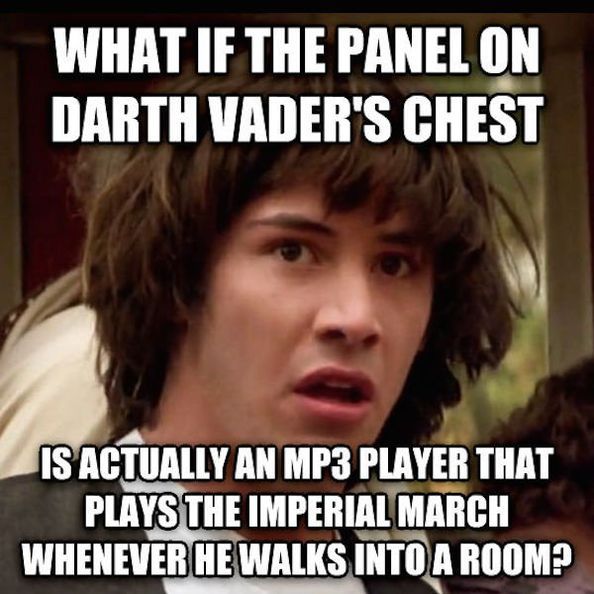 WHAT IF THE PANEL ON
DARTH VADER'S CHEST
IS ACTUALLY AN MP3 PLAYER THAT
PLAYS THE IMPERIAL MARCH
WHENEVER HE WALKS INTO A ROOM?